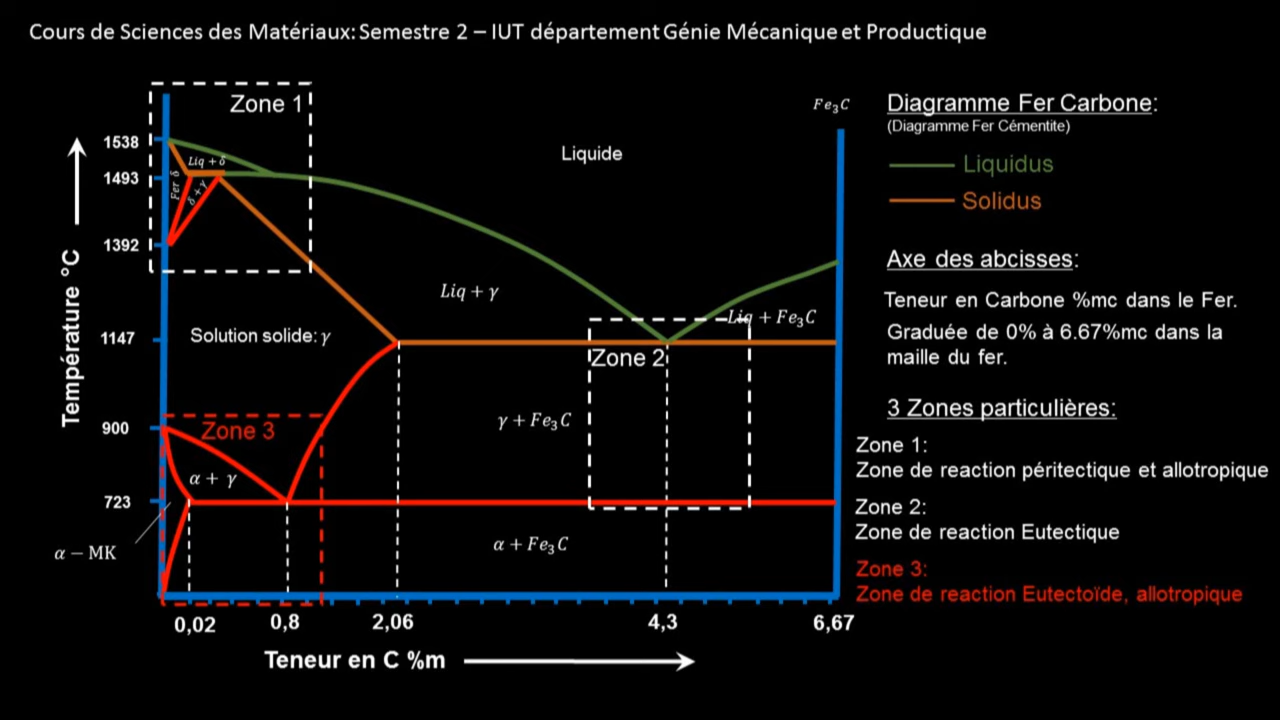 Cours de Sciences des Matériaux: Semestre 2 – IUT département Génie Mécanique et Productique
Zone 1
Fe₃C
Diagramme Fer Carbone:
(Diagramme Fer Cémentite)
1538
Liquide
Liq + δ
Liquidus
1493
Fer δ
δ + γ
Solidus
1392
Axe des abcisses:
Température °C
Liq + γ
Teneur en Carbone %mc dans le Fer.
Liq + Fe₃C
Graduée de 0% à 6.67%mc dans la
maille du fer.
1147
Solution solide: γ
Zone 2
3 Zones particulières:
900
Zone 3
γ + Fe₃C
Zone 1:
Zone de reaction péritectique et allotropique
α + γ
723
Zone 2:
Zone de reaction Eutectique
α − MK
α + Fe₃C
Zone 3:
Zone de reaction Eutectoïde, allotropique
0,02
0,8
2,06
4,3
6,67
Teneur en C %m